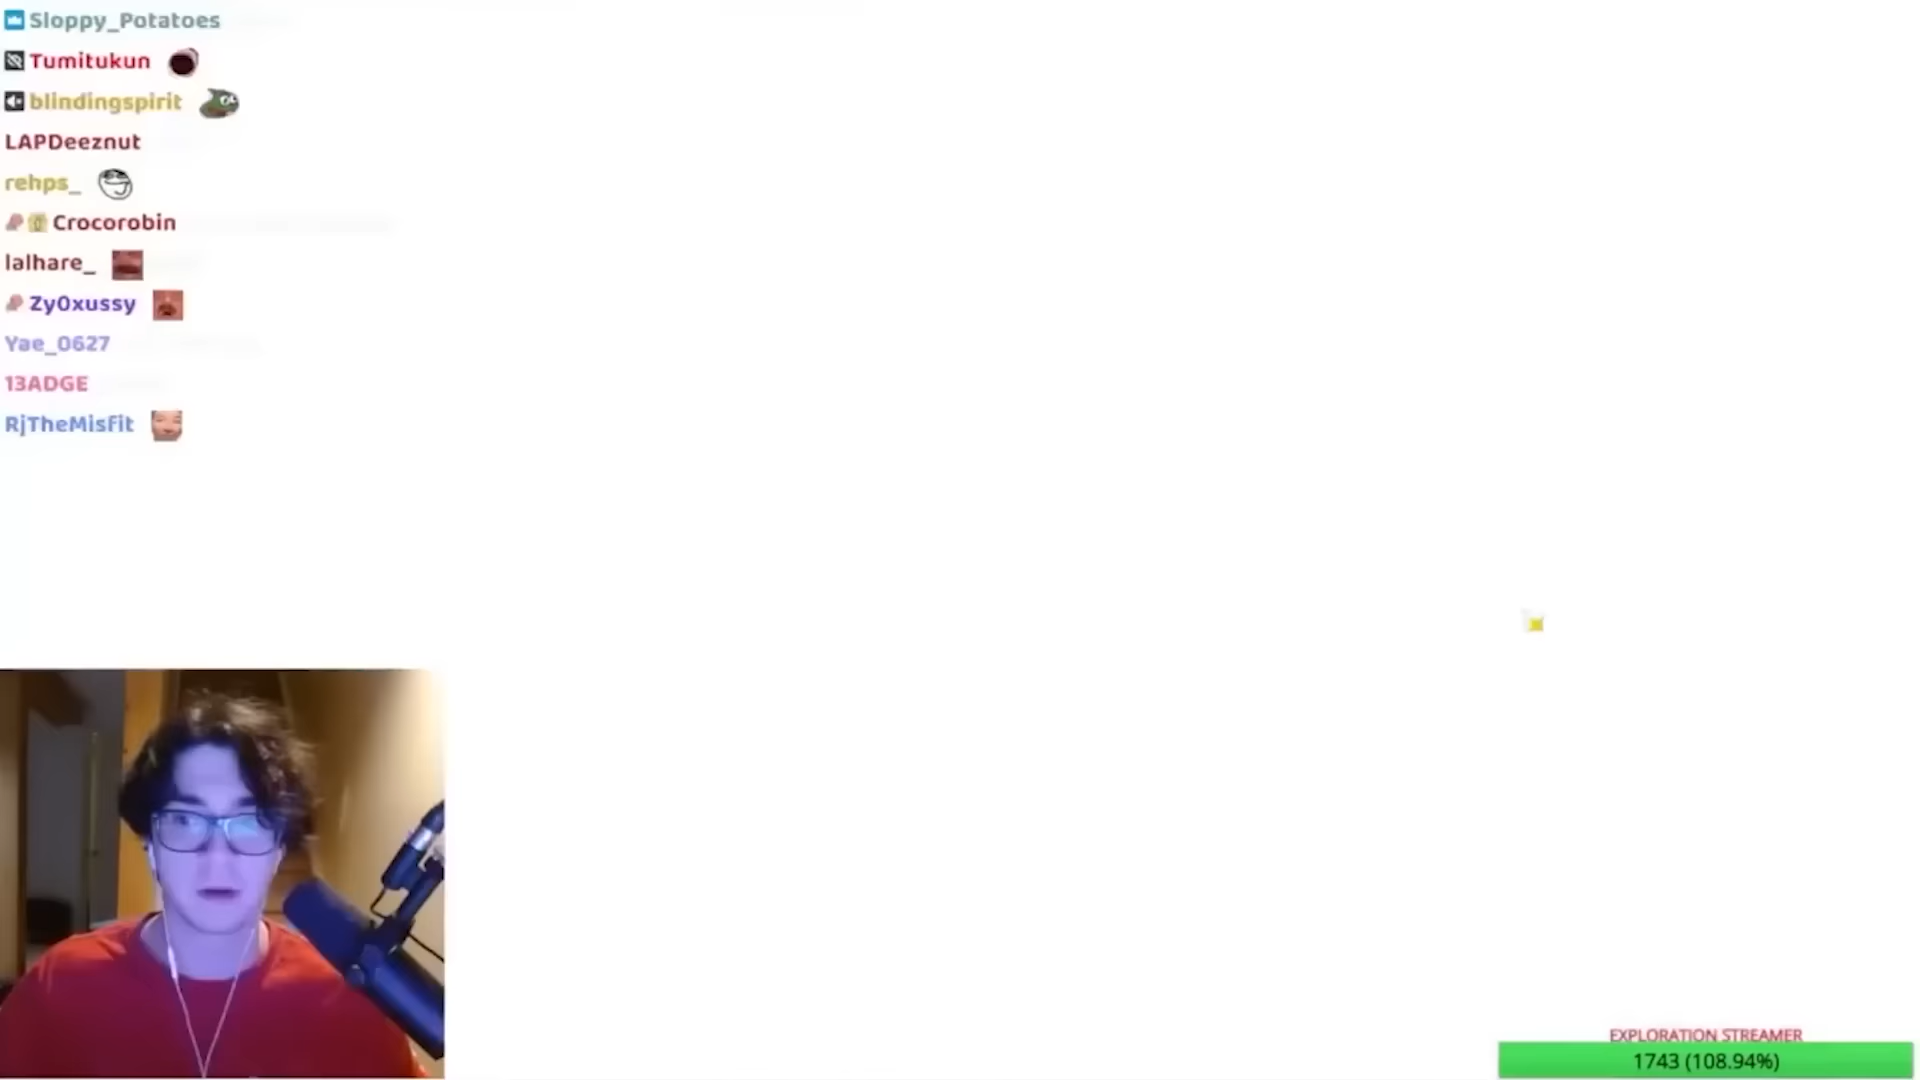 Sloppy_Potatoes
Tumitukun
blindingspirit
LAPDeeznut
rehps_
Crocorobin
lalhare_
Zy0xussy
Yae_0627
13ADGE
RjTheMisfit
EXPLORATION STREAMER
1743 (108.94%)